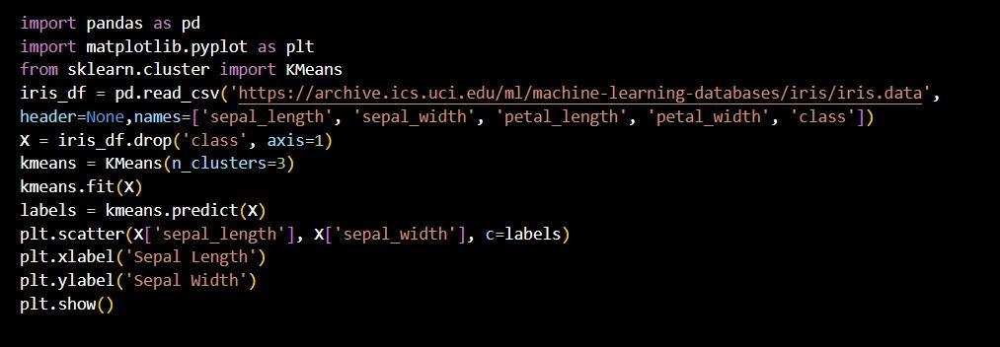 import pandas as pd
import matplotlib.pyplot as plt
from sklearn.cluster import KMeans
iris_df = pd.read_csv('https://archive.ics.uci.edu/ml/machine-learning-databases/iris/iris.data',
header=None,names=['sepal_length', 'sepal_width', 'petal_length', 'petal_width', 'class'])
X = iris_df.drop('class', axis=1)
kmeans = KMeans(n_clusters=3)
kmeans.fit(X)
labels = kmeans.predict(X)
plt.scatter(X['sepal_length'], X['sepal_width'], c=labels)
plt.xlabel('Sepal Length')
plt.ylabel('Sepal Width')
plt.show()